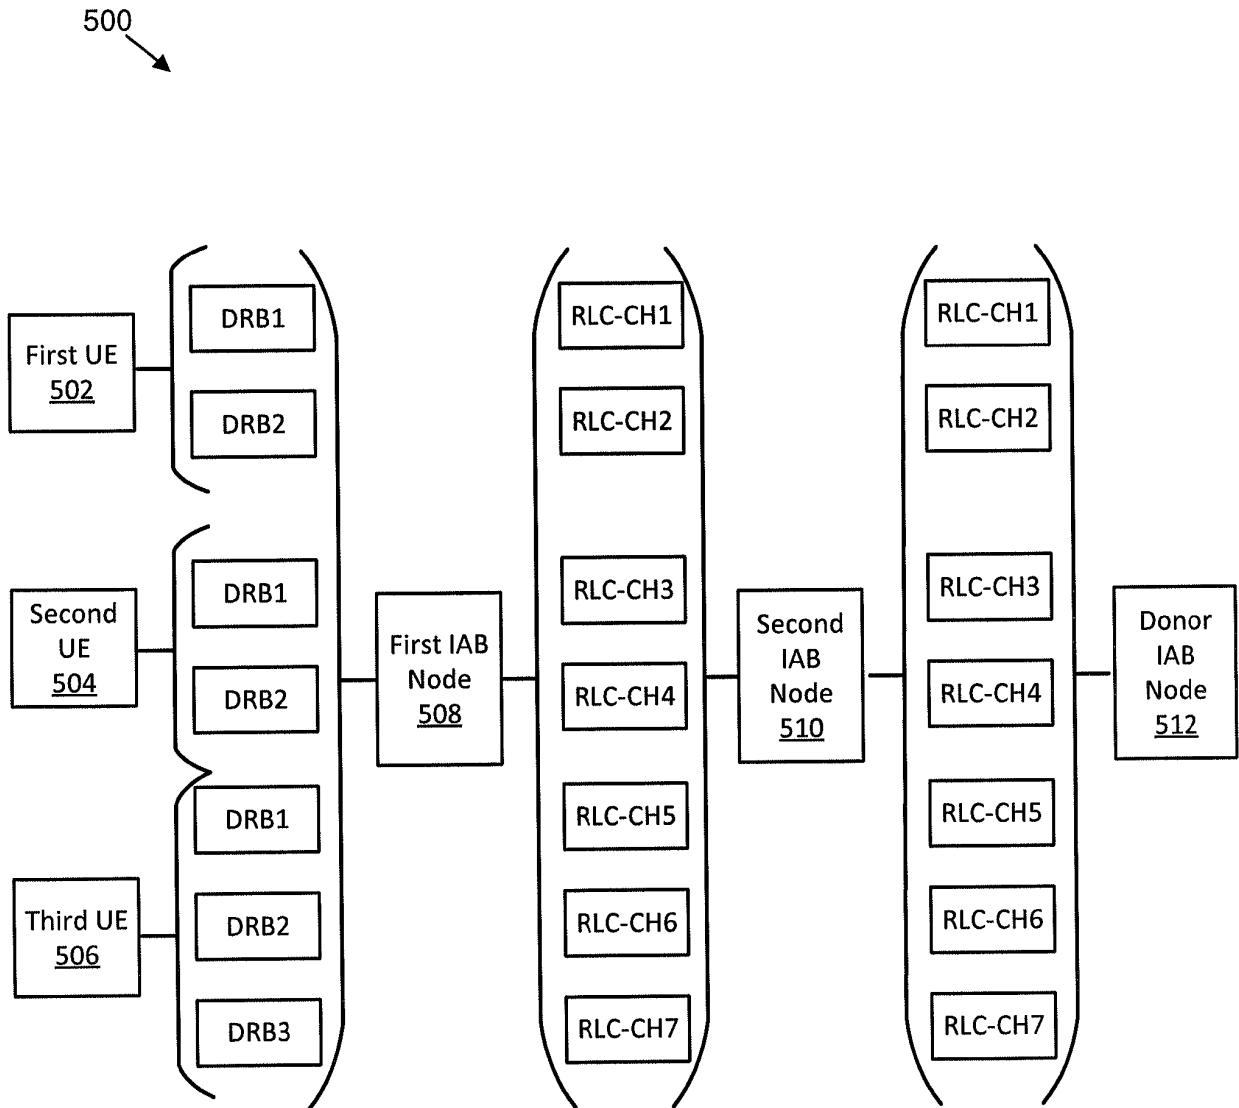 500
First UE
502
DRB1
DRB2
Second
UE
504
DRB1
DRB2
Third UE
506
DRB1
DRB2
DRB3
First IAB
Node
508
RLC-CH1
RLC-CH2
RLC-CH3
RLC-CH4
RLC-CH5
RLC-CH6
RLC-CH7
Second
IAB
Node
510
RLC-CH1
RLC-CH2
RLC-CH3
RLC-CH4
RLC-CH5
RLC-CH6
RLC-CH7
Donor
IAB
Node
512